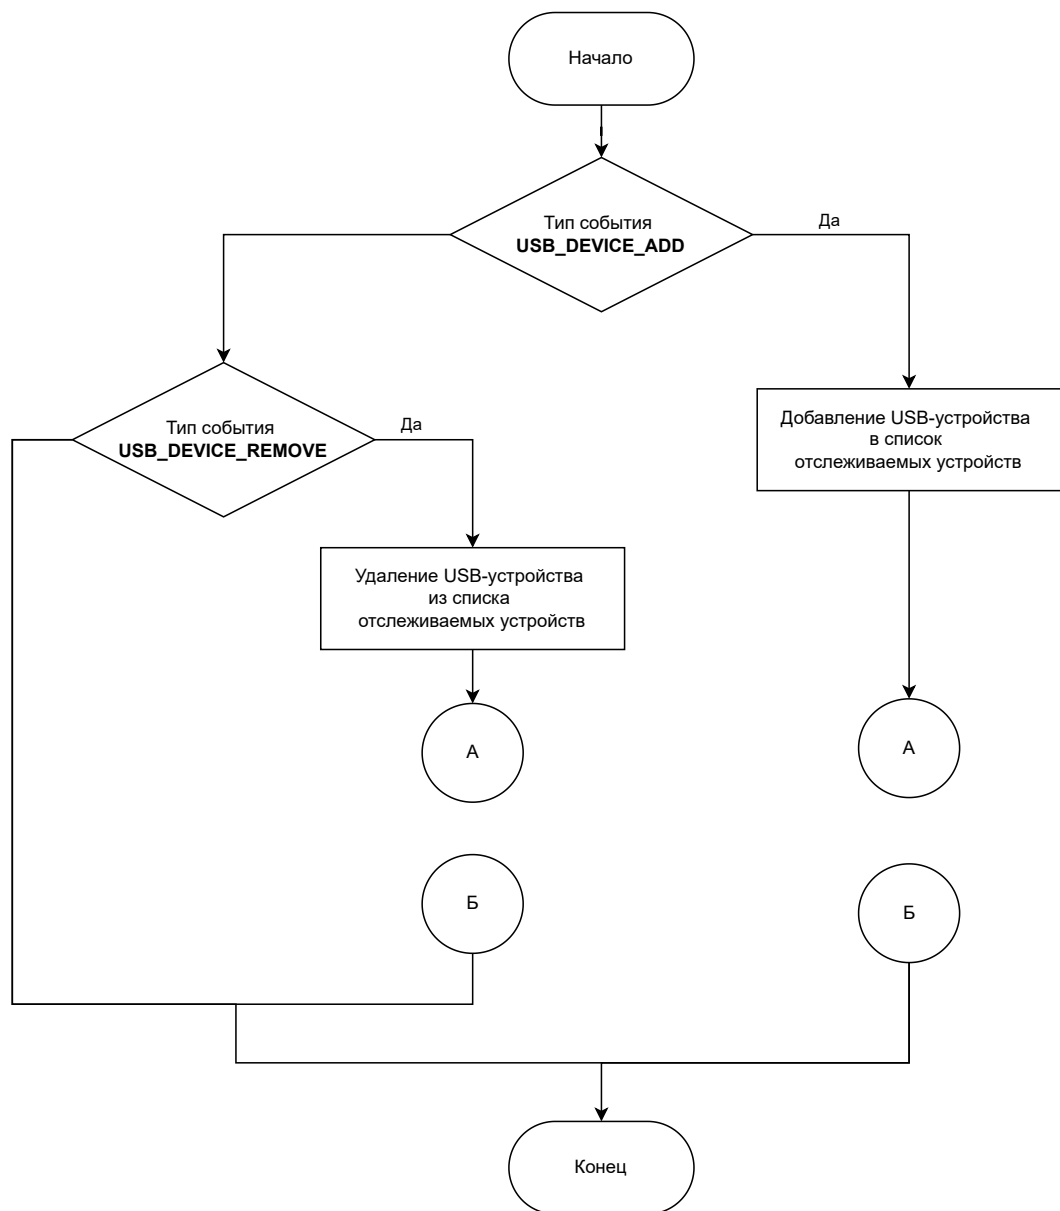 Начало
Тип события
USB_DEVICE_ADD
Да
Тип события
USB_DEVICE_REMOVE
Да
Добавление USB-устройства
в список
отслеживаемых устройств
Удаление USB-устройства
из списка
отслеживаемых устройств
А
А
Б
Б
Конец